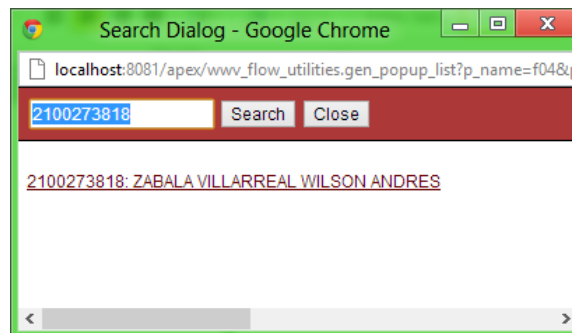 Search Dialog - Google Chrome
localhost:8081/apex/wwv_flow_utilities.gen_popup_list?p_name=f04&
2100273818 Search Close
2100273818: ZABALA VILLARREAL WILSON ANDRES